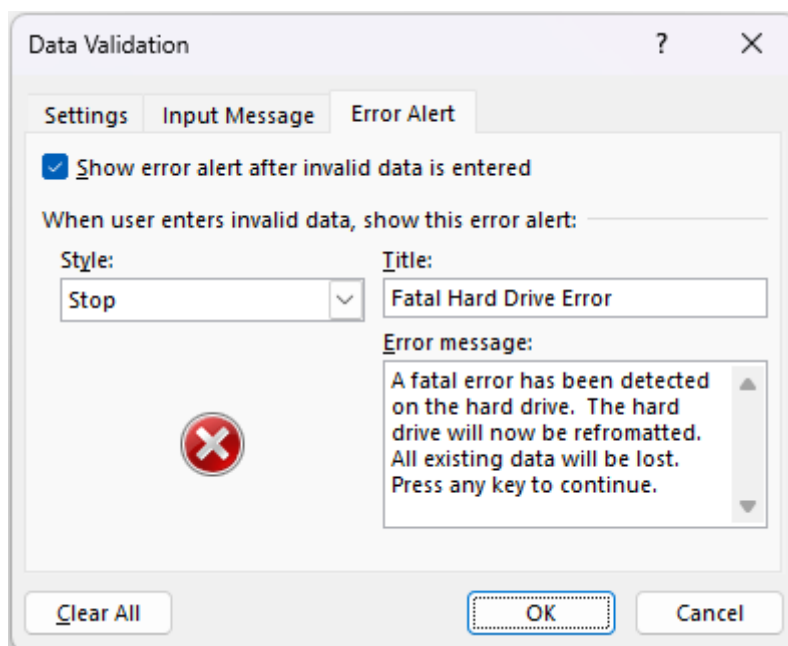 Data Validation
?
Settings
Input Message
Error Alert
Show error alert after invalid data is entered
When user enters invalid data, show this error alert:
Style:
Stop
Title:
Fatal Hard Drive Error
Error message:
A fatal error has been detected
on the hard drive.  The hard
drive will now be refromatted.
All existing data will be lost.
Press any key to continue.
Clear All
OK
Cancel